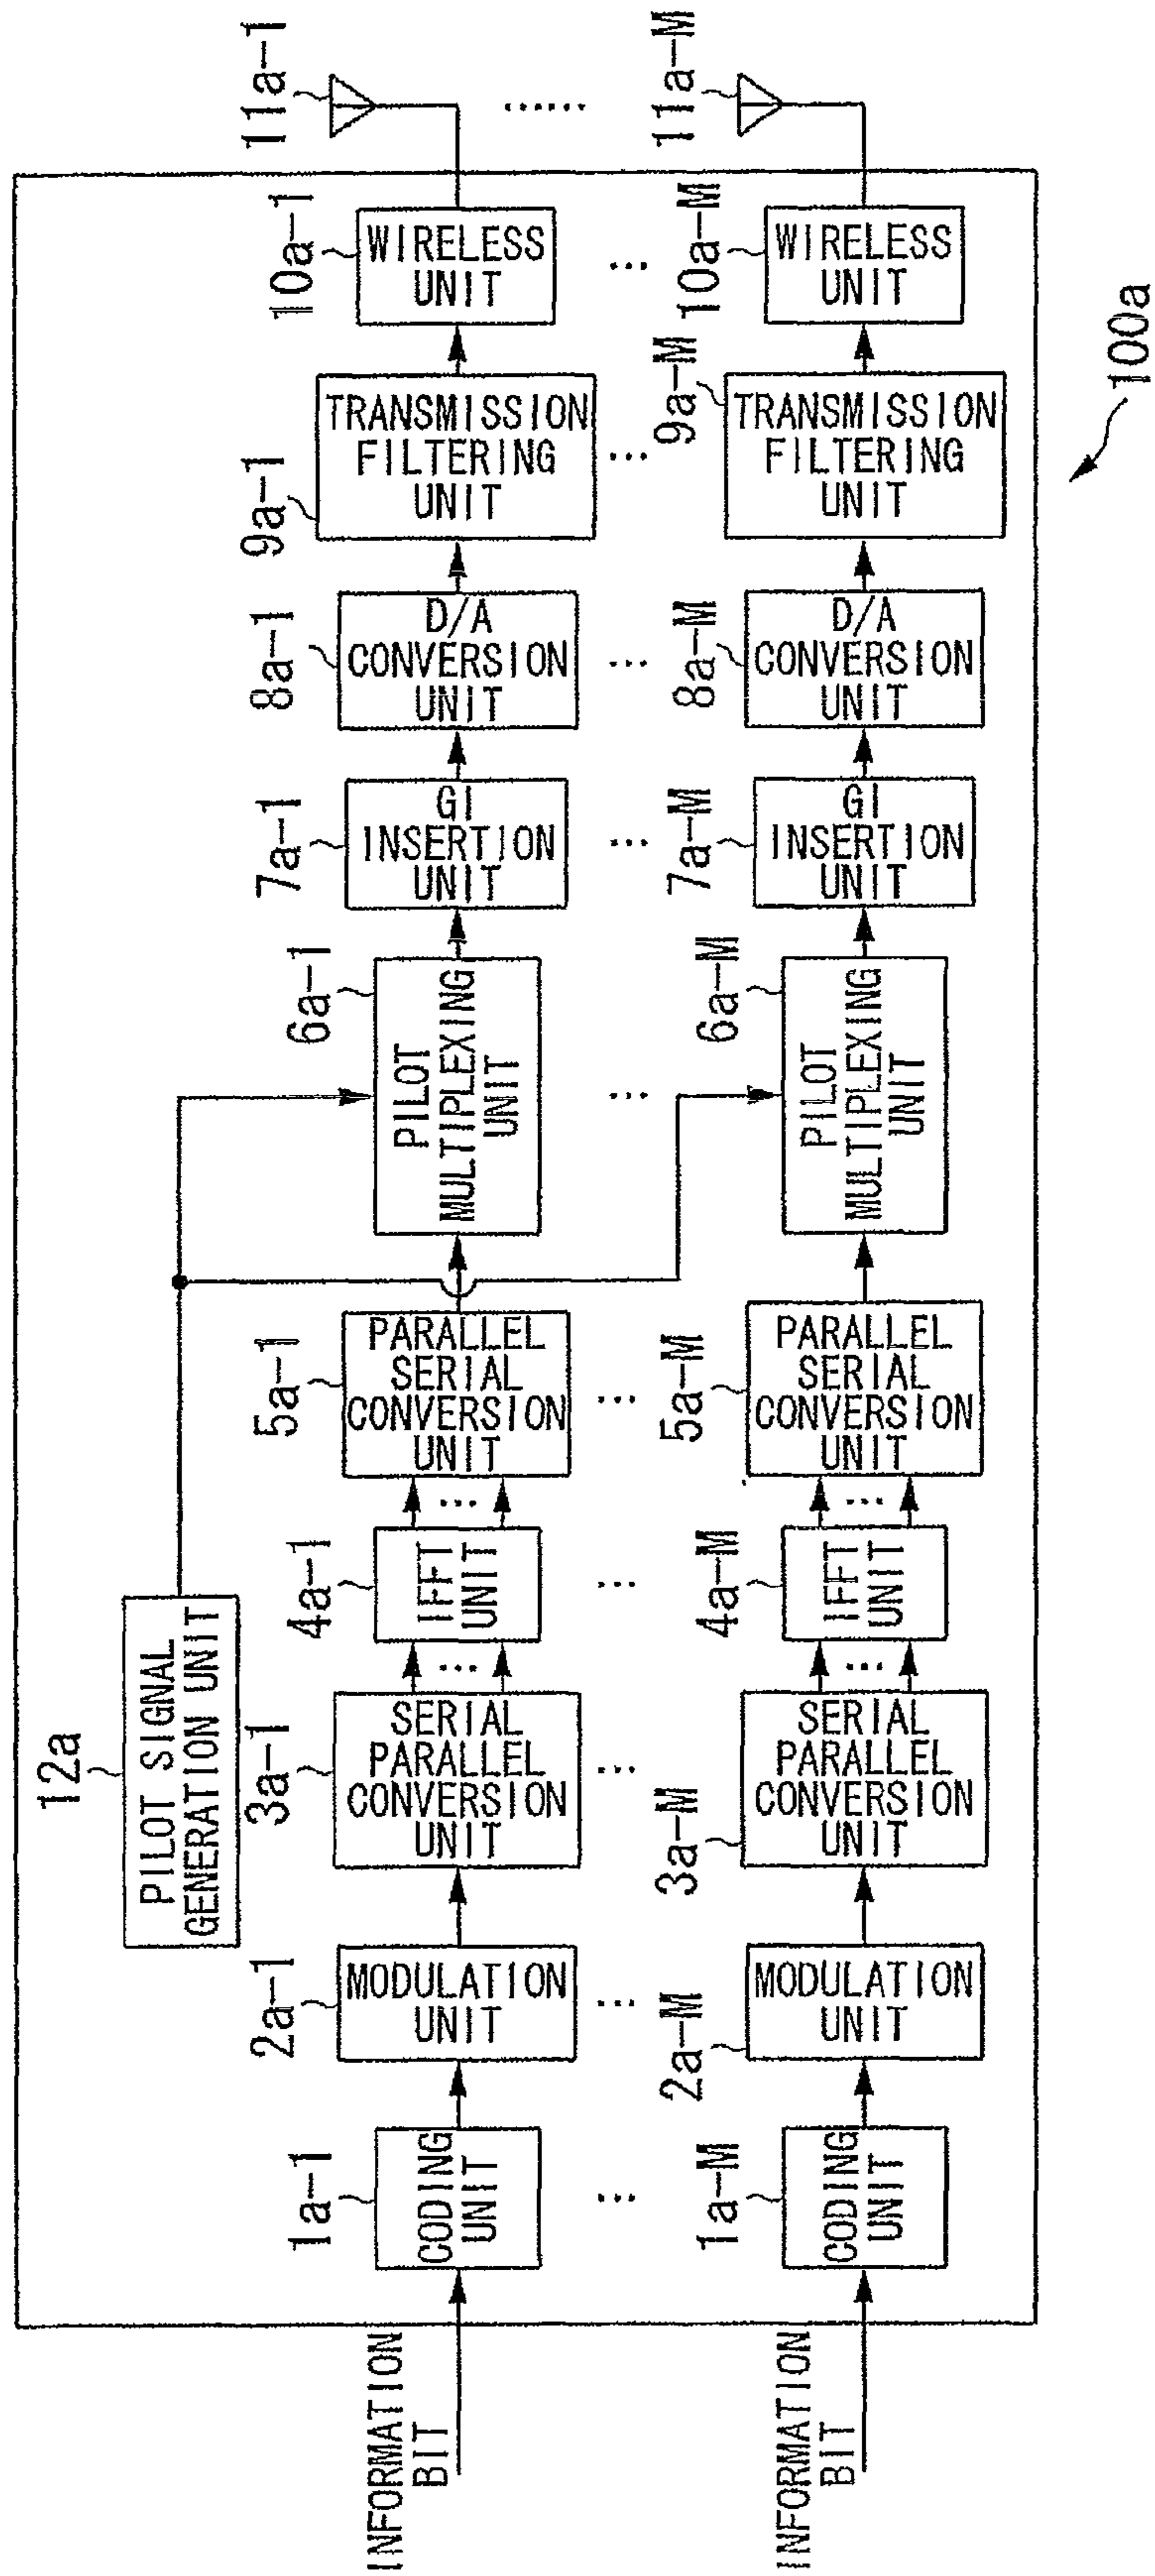 INFORMATION
BIT
1a-1
CODING
UNIT
2a-1
MODULATION
UNIT
3a-1
SERIAL
PARALLEL
CONVERSION
UNIT
4a-1
IFFT
UNIT
5a-1
PARALLEL
SERIAL
CONVERSION
UNIT
12a
PILOT SIGNAL
GENERATION UNIT
6a-1
PILOT
MULTIPLEXING
UNIT
7a-1
GI
INSERTION
UNIT
8a-1
D/A
CONVERSION
UNIT
9a-1
TRANSMISSION
FILTERING
UNIT
10a-1
WIRELESS
UNIT
11a-1
INFORMATION
BIT
1a-M
CODING
UNIT
2a-M
MODULATION
UNIT
3a-M
SERIAL
PARALLEL
CONVERSION
UNIT
4a-M
IFFT
UNIT
5a-M
PARALLEL
SERIAL
CONVERSION
UNIT
6a-M
PILOT
MULTIPLEXING
UNIT
7a-M
GI
INSERTION
UNIT
8a-M
D/A
CONVERSION
UNIT
9a-M
TRANSMISSION
FILTERING
UNIT
10a-M
WIRELESS
UNIT
11a-M
100a